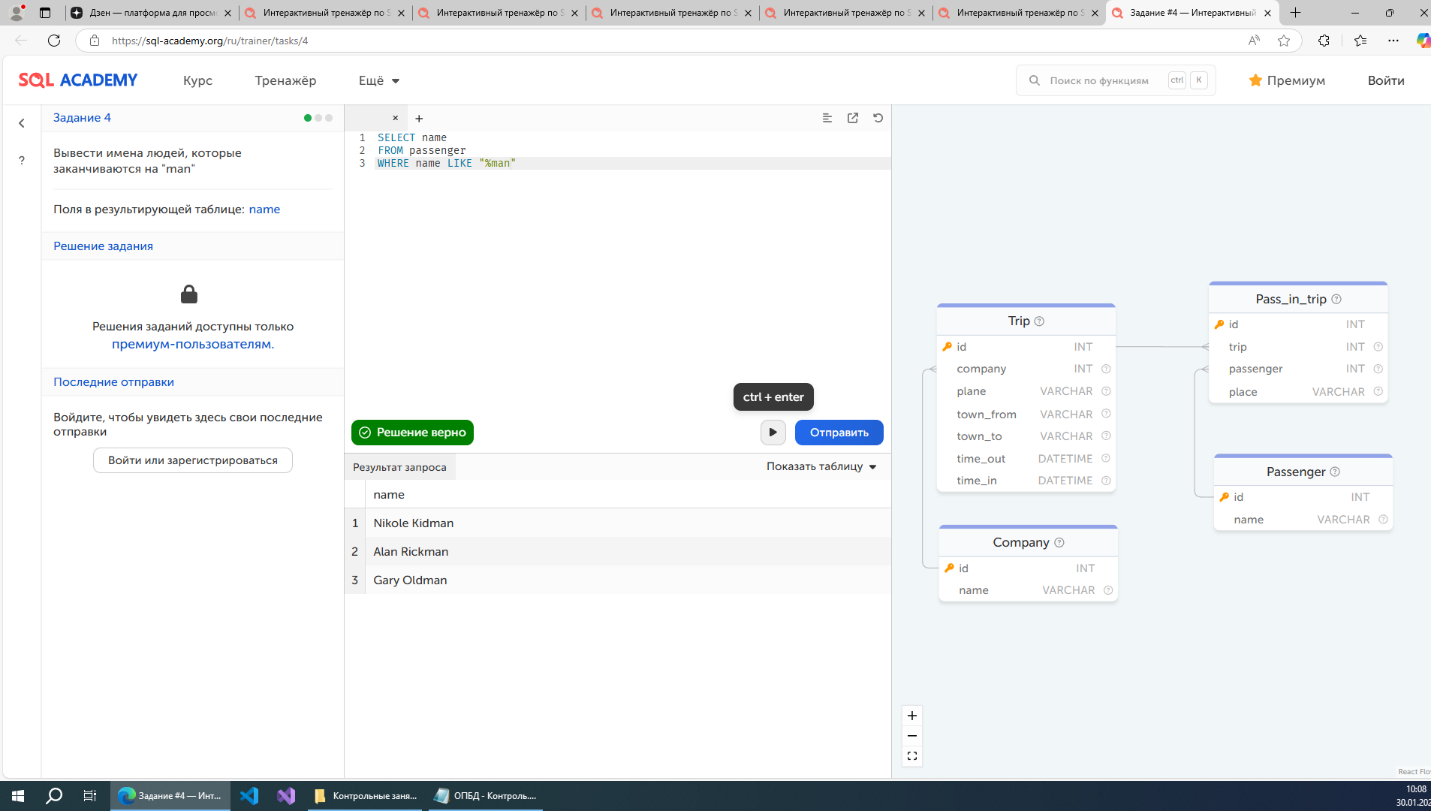 Дзен — платформа для просмо
Интерактивный тренажёр по S
Интерактивный тренажёр по S
Интерактивный тренажёр по S
Интерактивный тренажёр по S
Интерактивный тренажёр по S
Задание #4 — Интерактивный
https://sql-academy.org/ru/trainer/tasks/4
SQL ACADEMY
Курс
Тренажёр
Ещё
Поиск по функциям
ctrl
K
Премиум
Войти
Задание 4
Вывести имена людей, которые
заканчиваются на "man"
Поля в результирующей таблице: name
Решение задания
Решения заданий доступны только
премиум-пользователям.
Последние отправки
Войдите, чтобы увидеть здесь свои последние
отправки
Войти или зарегистрироваться
1 SELECT name
2 FROM passenger
3 WHERE name LIKE "%man"
ctrl + enter
Решение верно
Отправить
Результат запроса
Показать таблицу
name
1 Nikole Kidman
2 Alan Rickman
3 Gary Oldman
Trip
id INT
company INT
plane VARCHAR
town_from VARCHAR
town_to VARCHAR
time_out DATETIME
time_in DATETIME
Company
id INT
name VARCHAR
Pass_in_trip
id INT
trip INT
passenger INT
place VARCHAR
Passenger
id INT
name VARCHAR
React Flo
Задание #4 — Инт...
Контрольные заня...
ОПБД - Контроль....
10:08
30.01.202